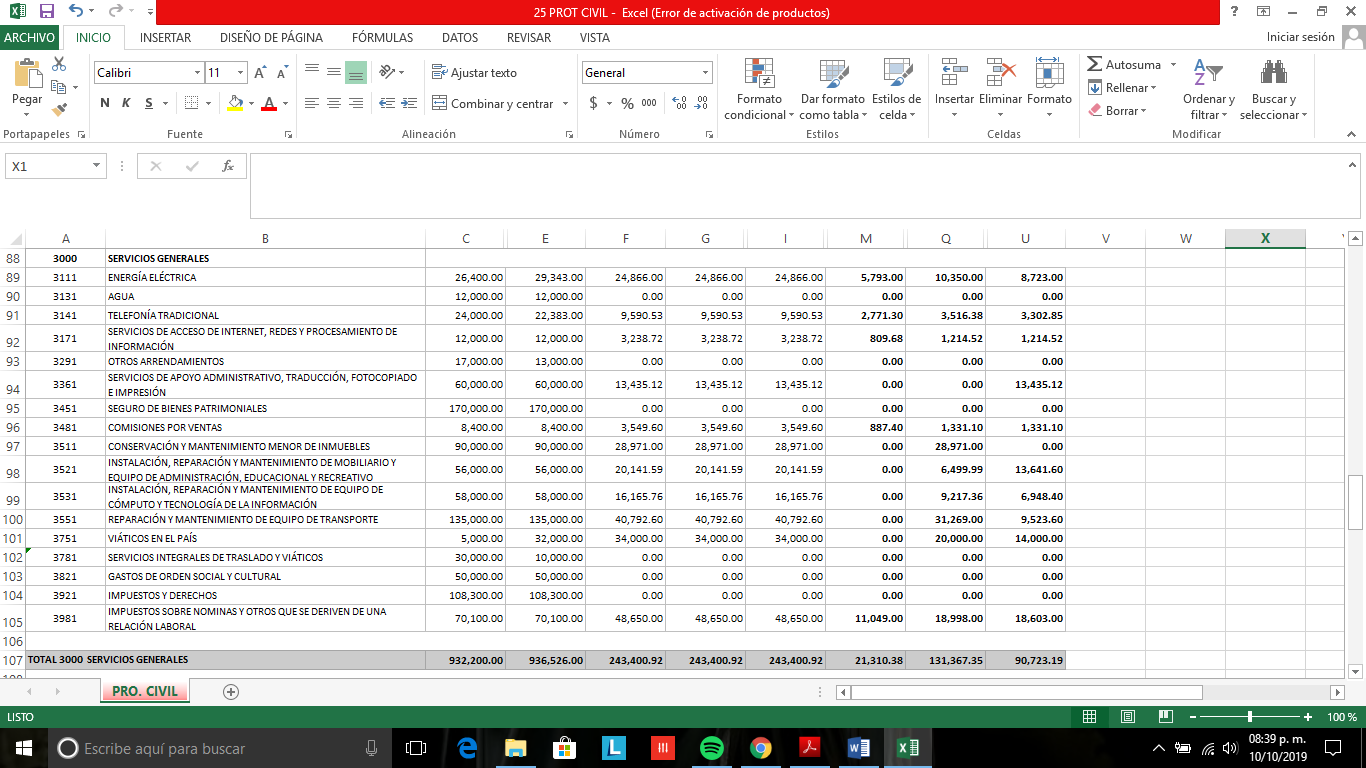 25 PROT CIVIL - Excel (Error de activación de productos)
ARCHIVO INICIO INSERTAR DISEÑO DE PÁGINA FÓRMULAS DATOS REVISAR VISTA Iniciar sesión
Pegar
Calibri 11
N K S
Ajustar texto
Combinar y centrar
General
$ % 000
Formato condicional
Dar formato como tabla
Estilos de celda
Insertar Eliminar Formato
Autosuma
Rellenar
Borrar
Ordenar y filtrar
Buscar y seleccionar
Portapapeles Fuente Alineación Número Estilos Celdas Modificar
X1 fx
A B C E F G I M Q U V W X
88 3000 SERVICIOS GENERALES
89 3111 ENERGÍA ELÉCTRICA 26,400.00 29,343.00 24,866.00 24,866.00 24,866.00 5,793.00 10,350.00 8,723.00
90 3131 AGUA 12,000.00 12,000.00 0.00 0.00 0.00 0.00 0.00 0.00
91 3141 TELEFONÍA TRADICIONAL 24,000.00 22,383.00 9,590.53 9,590.53 9,590.53 2,771.30 3,516.38 3,302.85
92 3171 SERVICIOS DE ACCESO DE INTERNET, REDES Y PROCESAMIENTO DE
INFORMACIÓN 12,000.00 12,000.00 3,238.72 3,238.72 3,238.72 809.68 1,214.52 1,214.52
93 3291 OTROS ARRENDAMIENTOS 17,000.00 13,000.00 0.00 0.00 0.00 0.00 0.00 0.00
94 3361 SERVICIOS DE APOYO ADMINISTRATIVO, TRADUCCIÓN, FOTOCOPIADO
E IMPRESIÓN 60,000.00 60,000.00 13,435.12 13,435.12 13,435.12 0.00 0.00 13,435.12
95 3451 SEGURO DE BIENES PATRIMONIALES 170,000.00 170,000.00 0.00 0.00 0.00 0.00 0.00 0.00
96 3481 COMISIONES POR VENTAS 8,400.00 8,400.00 3,549.60 3,549.60 3,549.60 887.40 1,331.10 1,331.10
97 3511 CONSERVACIÓN Y MANTENIMIENTO MENOR DE INMUEBLES 90,000.00 90,000.00 28,971.00 28,971.00 28,971.00 0.00 28,971.00 0.00
98 3521 INSTALACIÓN, REPARACIÓN Y MANTENIMIENTO DE MOBILIARIO Y
EQUIPO DE ADMINISTRACIÓN, EDUCACIONAL Y RECREATIVO 56,000.00 56,000.00 20,141.59 20,141.59 20,141.59 0.00 6,499.99 13,641.60
99 3531 INSTALACIÓN, REPARACIÓN Y MANTENIMIENTO DE EQUIPO DE
CÓMPUTO Y TECNOLOGÍA DE LA INFORMACIÓN 58,000.00 58,000.00 16,165.76 16,165.76 16,165.76 0.00 9,217.36 6,948.40
100 3551 REPARACIÓN Y MANTENIMIENTO DE EQUIPO DE TRANSPORTE 135,000.00 135,000.00 40,792.60 40,792.60 40,792.60 0.00 31,269.00 9,523.60
101 3751 VIÁTICOS EN EL PAÍS 5,000.00 32,000.00 34,000.00 34,000.00 34,000.00 0.00 20,000.00 14,000.00
102 3781 SERVICIOS INTEGRALES DE TRASLADO Y VIÁTICOS 30,000.00 10,000.00 0.00 0.00 0.00 0.00 0.00 0.00
103 3821 GASTOS DE ORDEN SOCIAL Y CULTURAL 50,000.00 50,000.00 0.00 0.00 0.00 0.00 0.00 0.00
104 3921 IMPUESTOS Y DERECHOS 108,300.00 108,300.00 0.00 0.00 0.00 0.00 0.00 0.00
105 3981 IMPUESTOS SOBRE NOMINAS Y OTROS QUE SE DERIVEN DE UNA
RELACIÓN LABORAL 70,100.00 70,100.00 48,650.00 48,650.00 48,650.00 11,049.00 18,998.00 18,603.00
106
107 TOTAL 3000 SERVICIOS GENERALES 932,200.00 936,526.00 243,400.92 243,400.92 243,400.92 21,310.38 131,367.35 90,723.19
PRO. CIVIL
LISTO 100 %
Escribe aquí para buscar
08:39 p. m.
10/10/2019